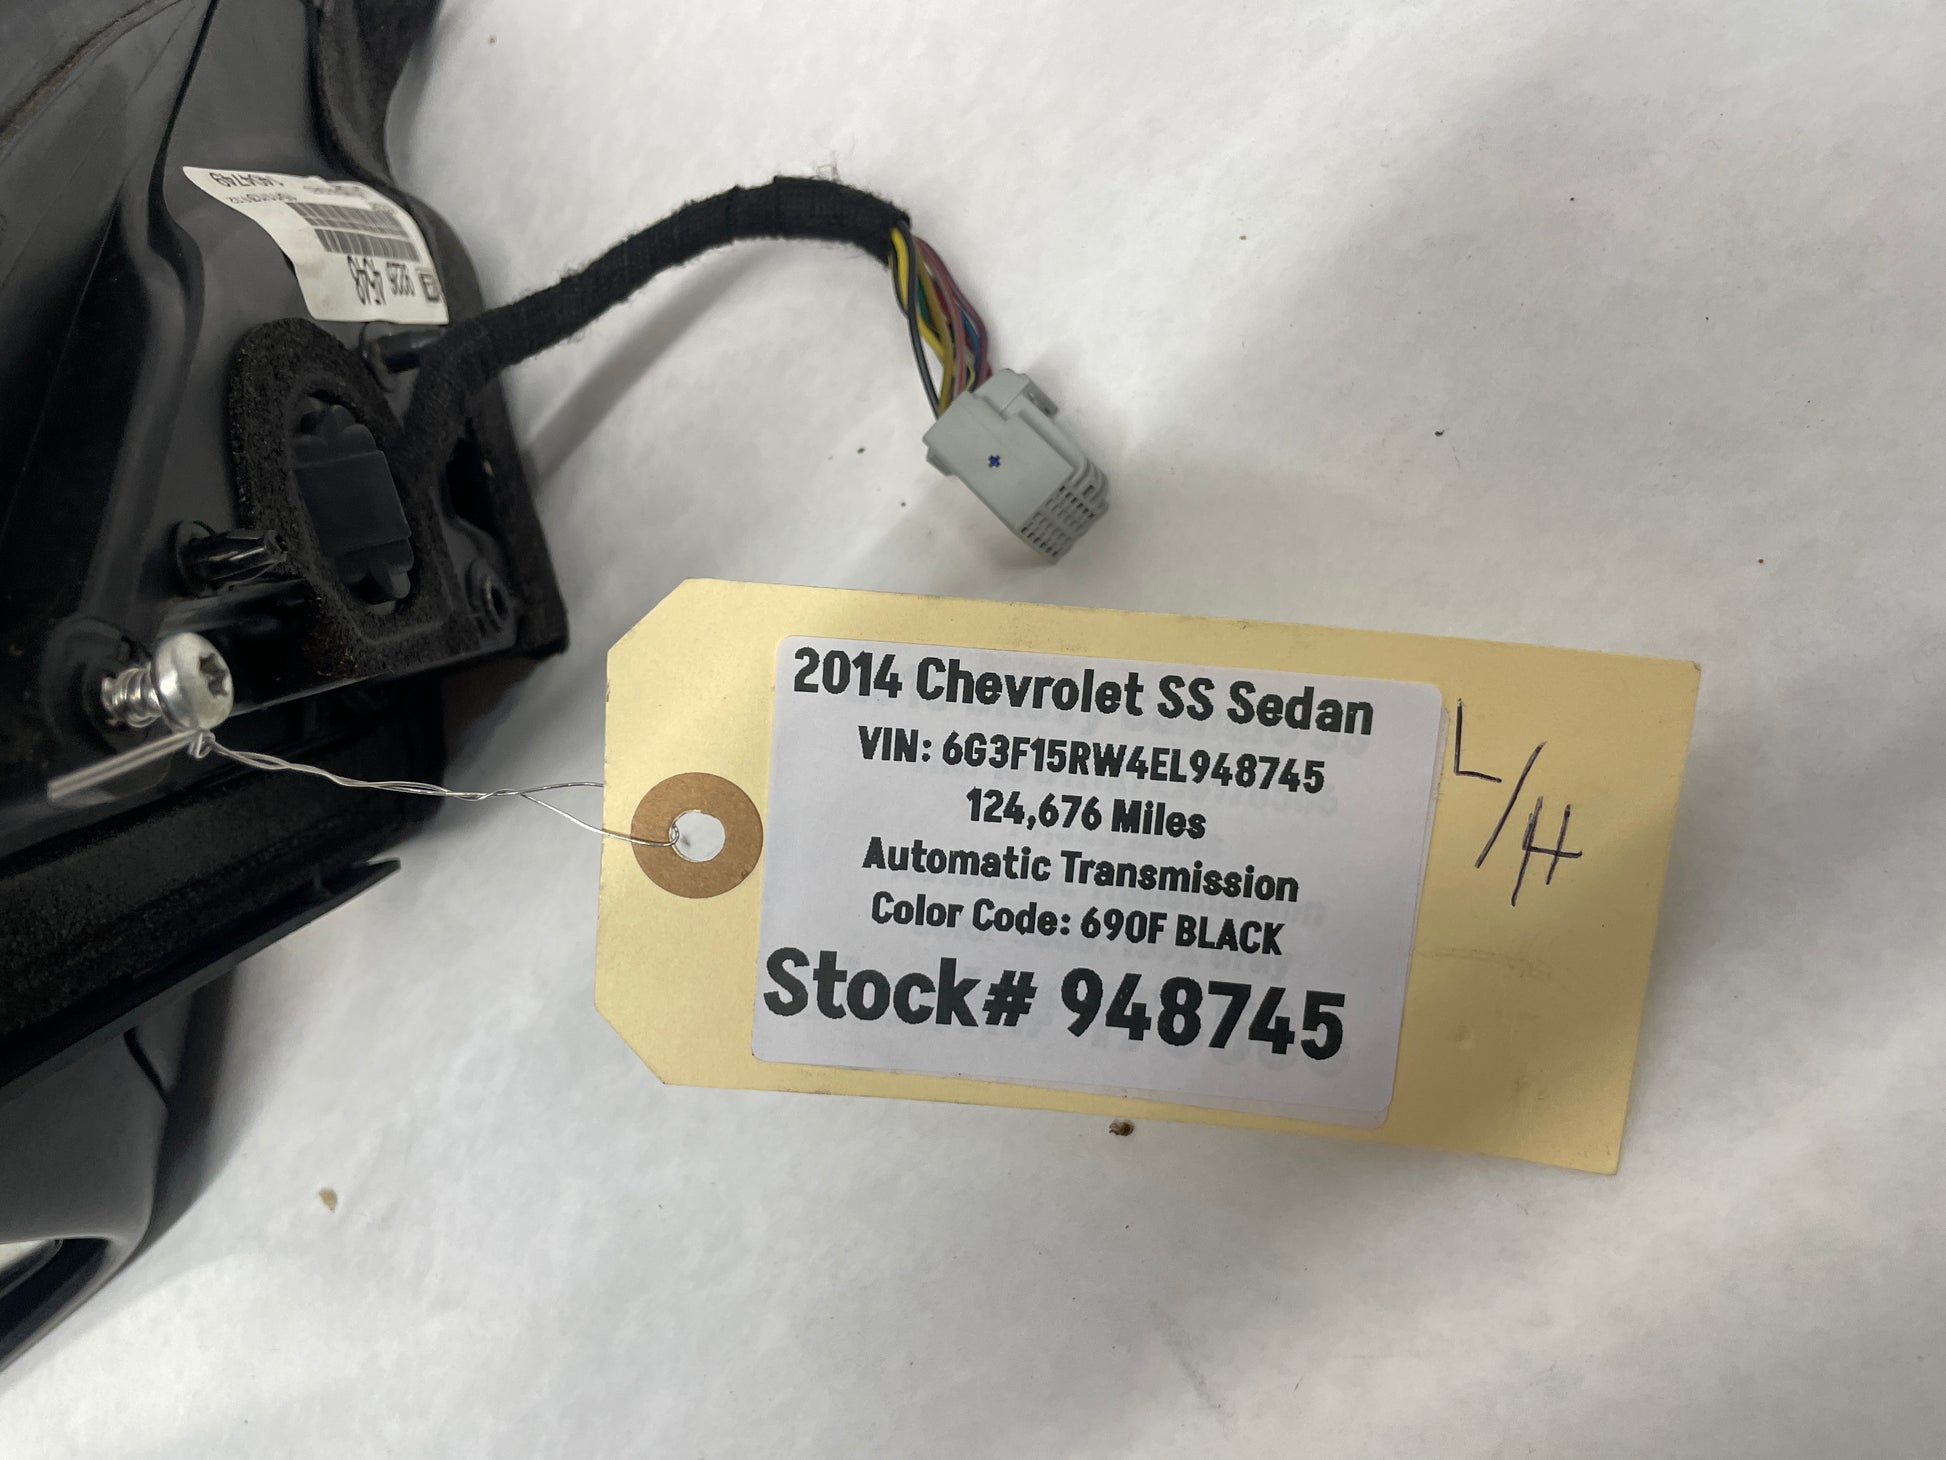 2014 Chevrolet SS Sedan
VIN: 6G3F15RW4EL948745
124,676 Miles
Automatic Transmission
Color Code: 690F BLACK
Stock# 948745
L/H